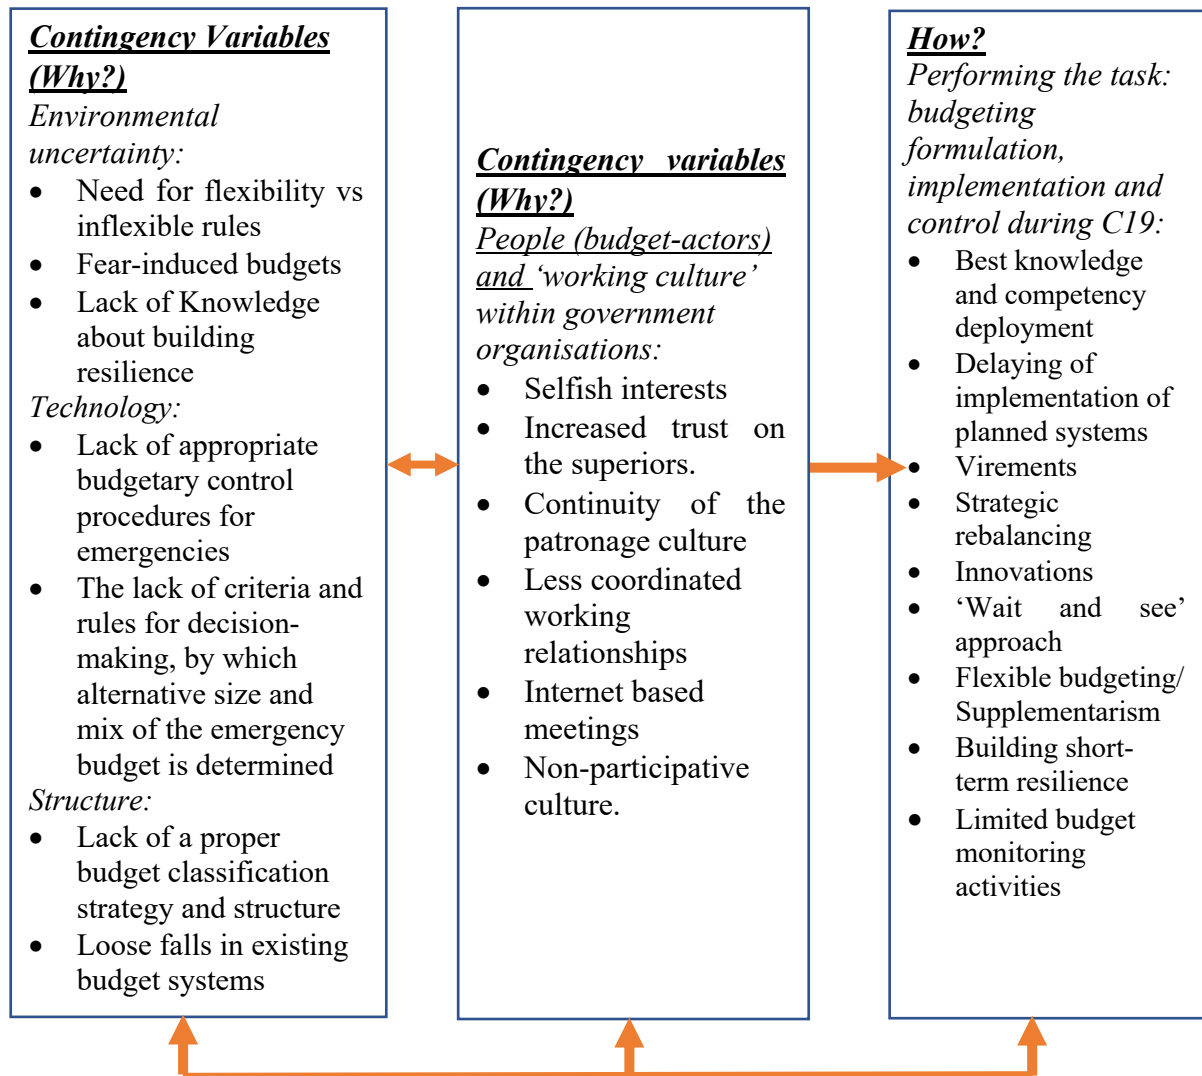 Contingency Variables
(Why?)
Environmental
uncertainty:
• Need for flexibility vs
inflexible rules
• Fear-induced budgets
• Lack of Knowledge
about building
resilience
Technology:
• Lack of appropriate
budgetary control
procedures for
emergencies
• The lack of criteria and
rules for decision-
making, by which
alternative size and
mix of the emergency
budget is determined
Structure:
• Lack of a proper
budget classification
strategy and structure
• Loose falls in existing
budget systems
Contingency variables
(Why?)
People (budget-actors)
and ‘working culture’
within government
organisations:
• Selfish interests
• Increased trust on
the superiors.
• Continuity of the
patronage culture
• Less coordinated
working
relationships
• Internet based
meetings
• Non-participative
culture.
How?
Performing the task:
budgeting
formulation,
implementation and
control during C19:
• Best knowledge
and competency
deployment
• Delaying of
implementation of
planned systems
• Virements
• Strategic
rebalancing
• Innovations
• ‘Wait and see’
approach
• Flexible budgeting/
Supplementarism
• Building short-
term resilience
• Limited budget
monitoring
activities